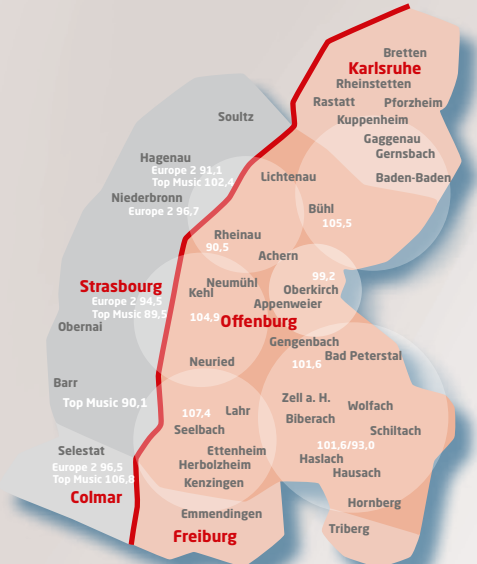 Bretten
Karlsruhe
Rheinstetten
Rastatt
Pforzheim
Kuppenheim
Soultz
Gaggenau
Gernsbach
Hagenau
Europe 2 91,1
Top Music 102,4
Lichtenau
Baden-Baden
Niederbronn
Europe 2 96,7
Bühl
105,5
Rheinau
90,5
Achern
99,2
Strasbourg
Europe 2 94,5
Top Music 89,5
Neumühl
Kehl
Oberkirch
Appenweier
104,9
Offenburg
Obernai
Gengenbach
Bad Peterstal
101,6
Neuried
Barr
Top Music 90,1
Zell a. H.
Wolfach
107,4
Lahr
Biberach
Seelbach
Schiltach
101,6/93,0
Selestat
Europe 2 96,5
Top Music 106,8
Ettenheim
Herbolzheim
Haslach
Hausach
Kenzingen
Colmar
Hornberg
Emmendingen
Triberg
Freiburg